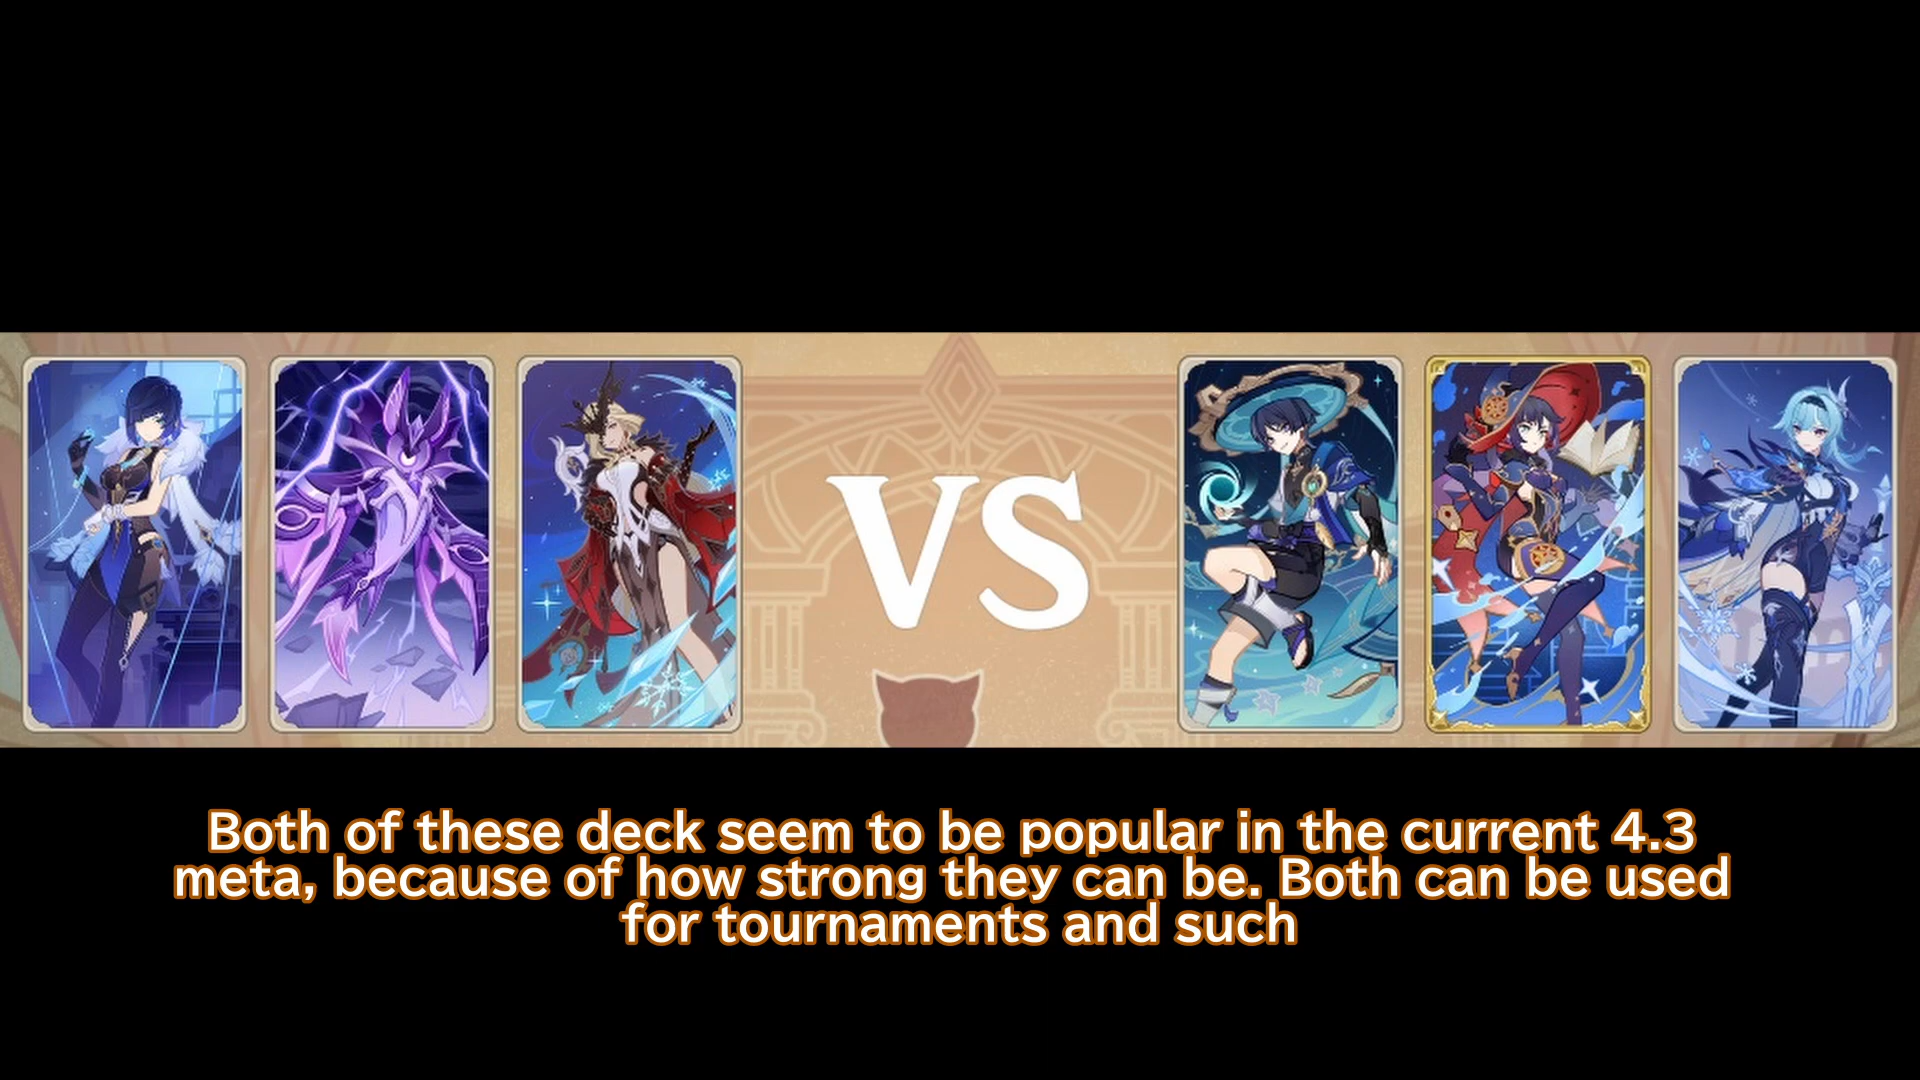 VS
Both of these deck seem to be popular in the current 4.3
meta, because of how strong they can be. Both can be used
for tournaments and such